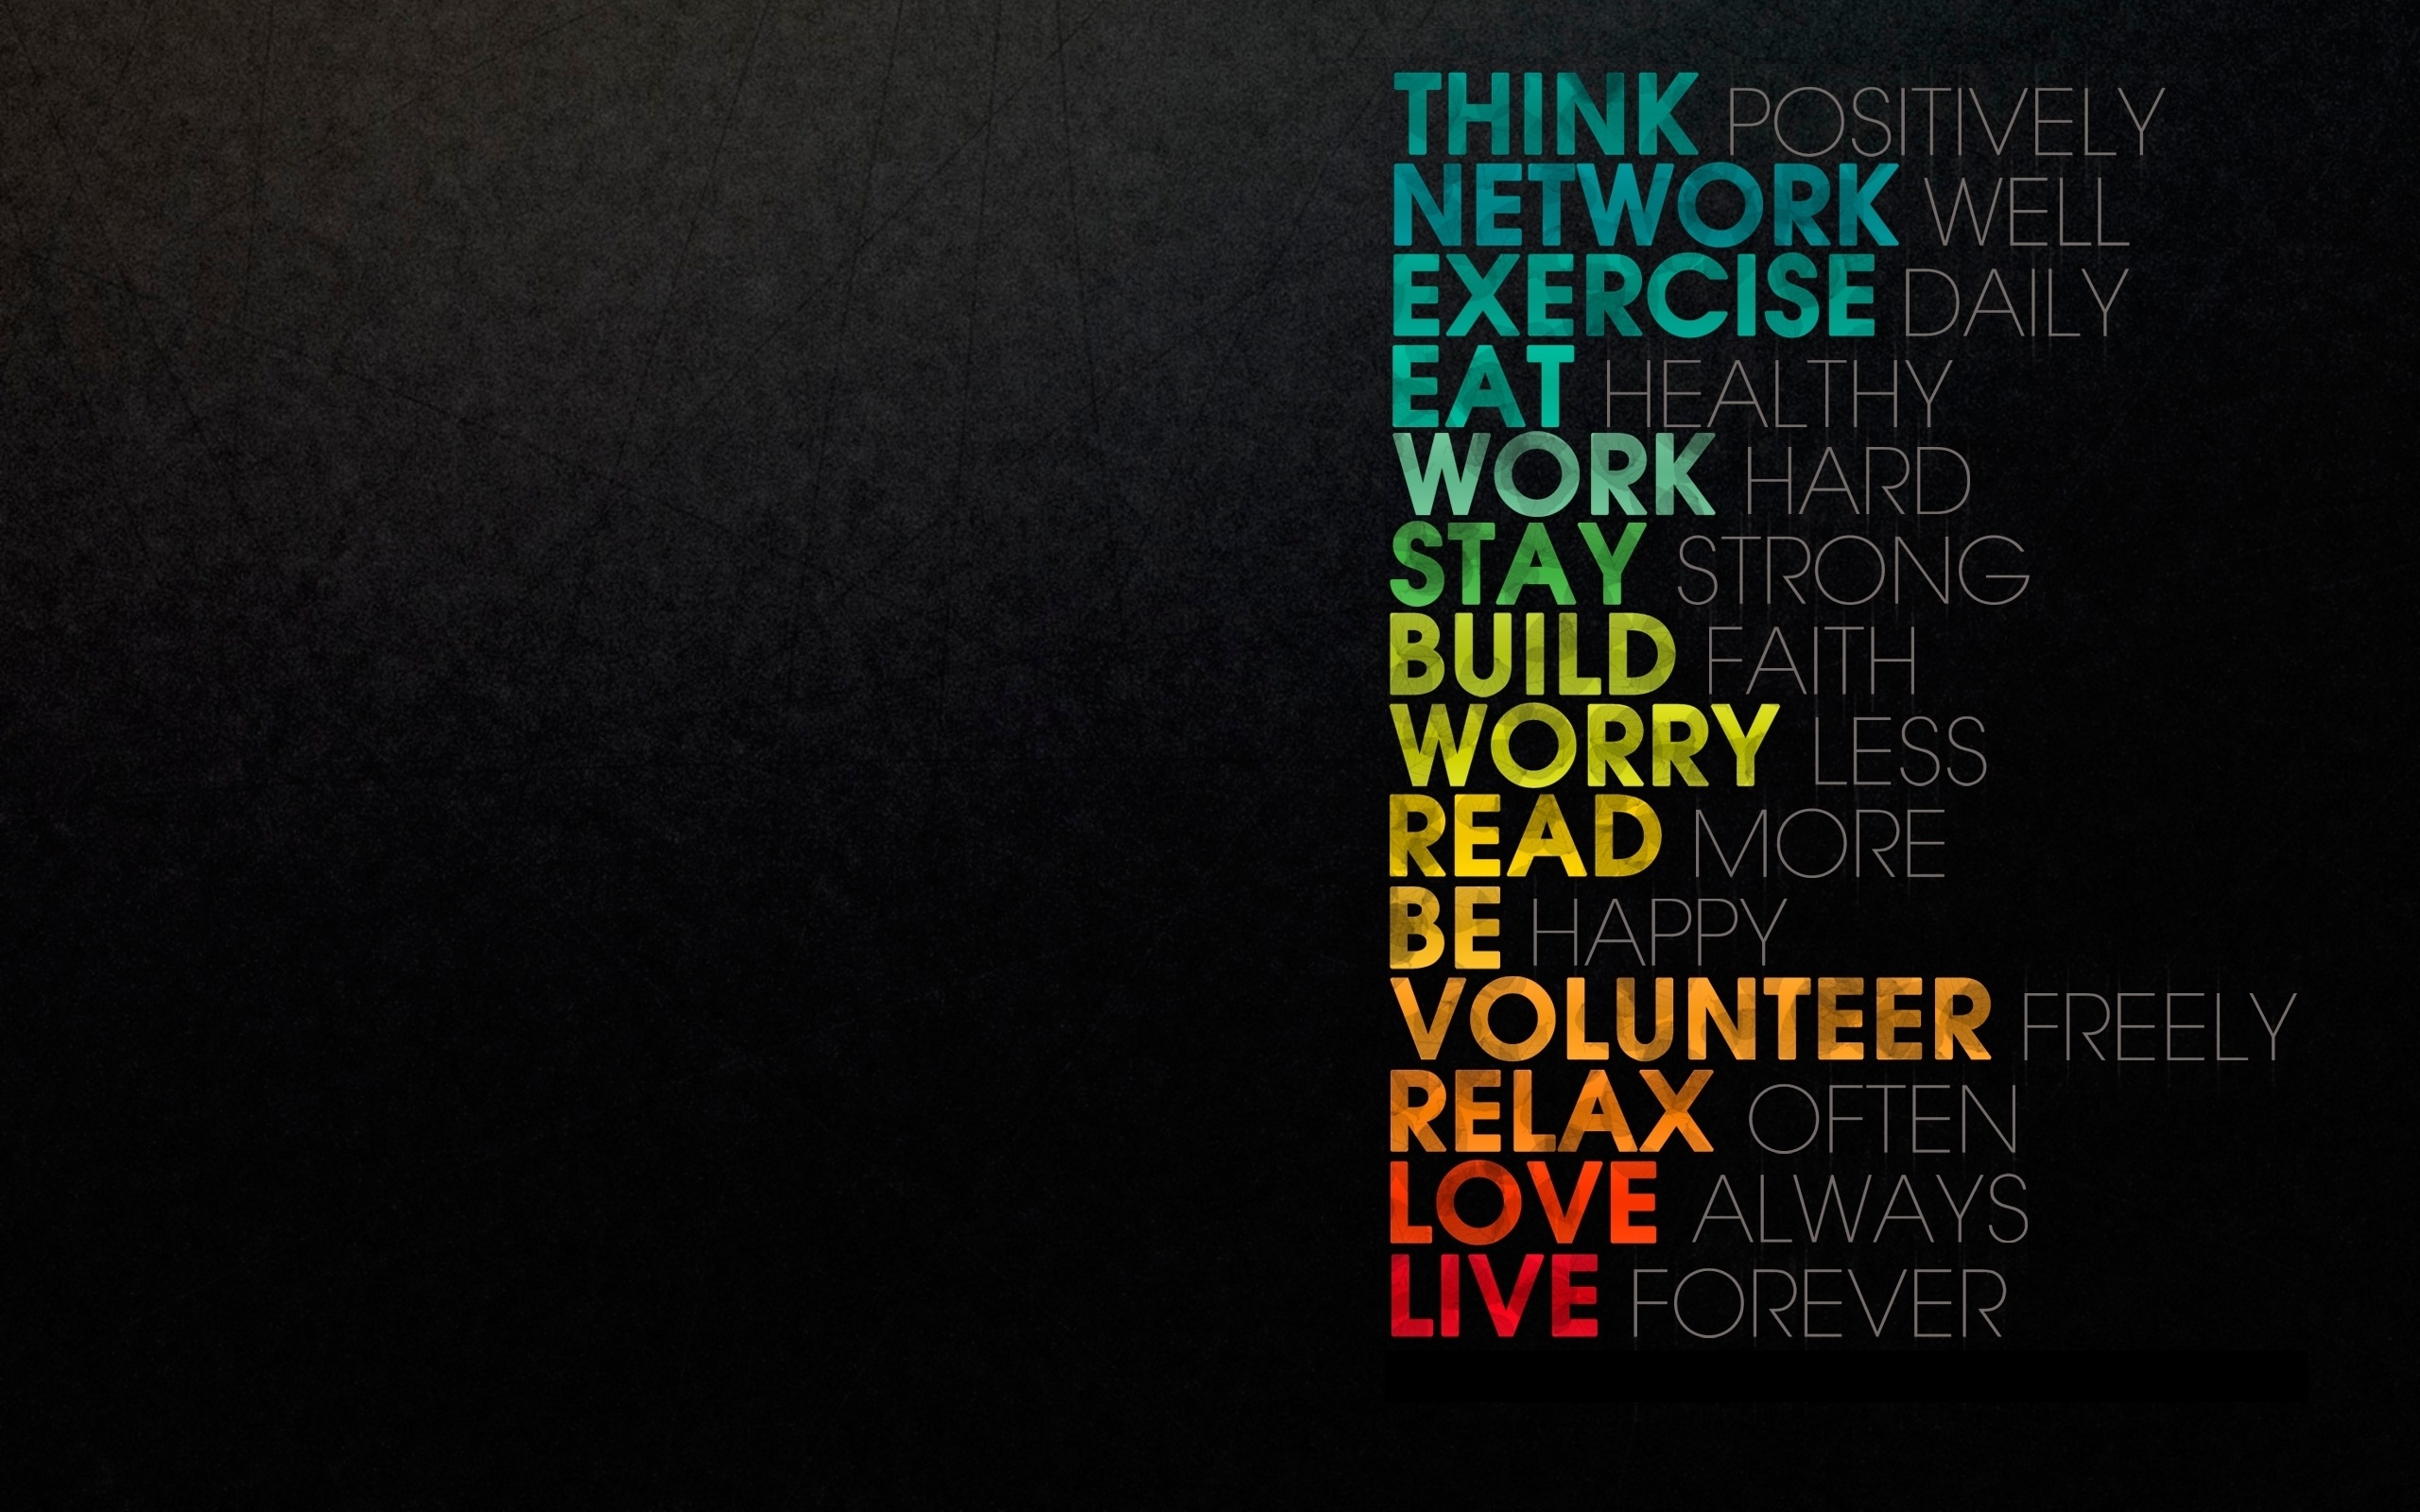 THINK POSITIVELY
NETWORK WELL
EXERCISE DAILY
EAT HEALTHY
WORK HARD
STAY STRONG
BUILD FAITH
WORRY LESS
READ MORE
BE HAPPY
VOLUNTEER FREELY
RELAX OFTEN
LOVE ALWAYS
LIVE FOREVER